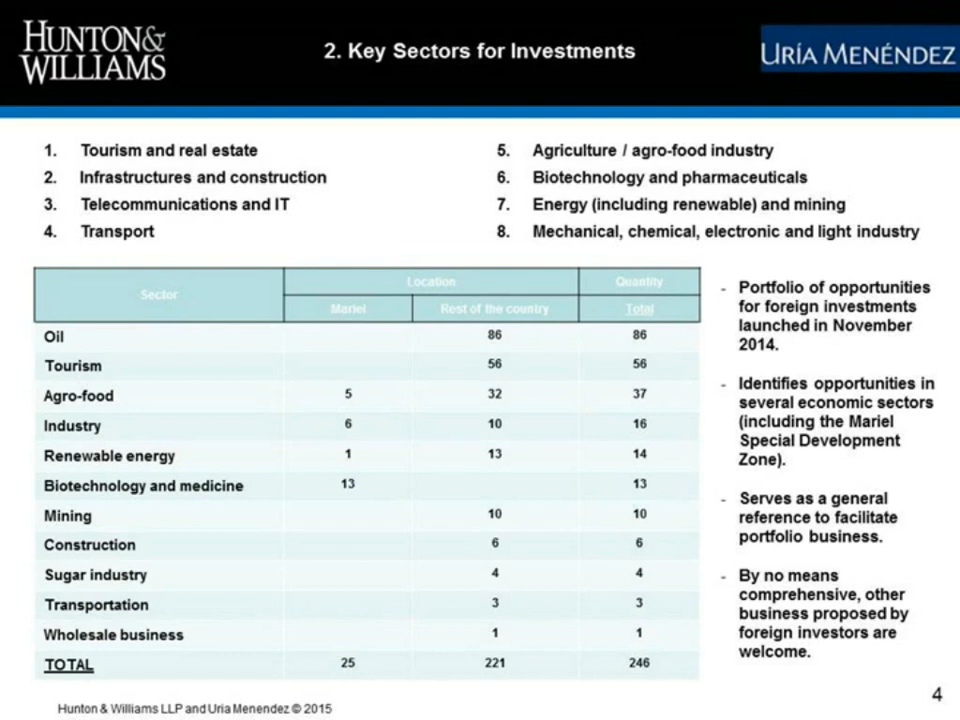 HUNTON&
WILLIAMS
2. Key Sectors for Investments
URÍA MENÉNDEZ
1. Tourism and real estate
2. Infrastructures and construction
3. Telecommunications and IT
4. Transport
5. Agriculture / agro-food industry
6. Biotechnology and pharmaceuticals
7. Energy (including renewable) and mining
8. Mechanical, chemical, electronic and light industry
Sector Location Quantity
Mariel Rest of the country Total
Oil 86 86
Tourism 56 56
Agro-food 5 32 37
Industry 6 10 16
Renewable energy 1 13 14
Biotechnology and medicine 13 13
Mining 10 10
Construction 6 6
Sugar industry 4 4
Transportation 3 3
Wholesale business 1 1
TOTAL 25 221 246
- Portfolio of opportunities
for foreign investments
launched in November
2014.
- Identifies opportunities in
several economic sectors
(including the Mariel
Special Development
Zone).
- Serves as a general
reference to facilitate
portfolio business.
- By no means
comprehensive, other
business proposed by
foreign investors are
welcome.
4
Hunton & Williams LLP and Uria Menendez © 2015